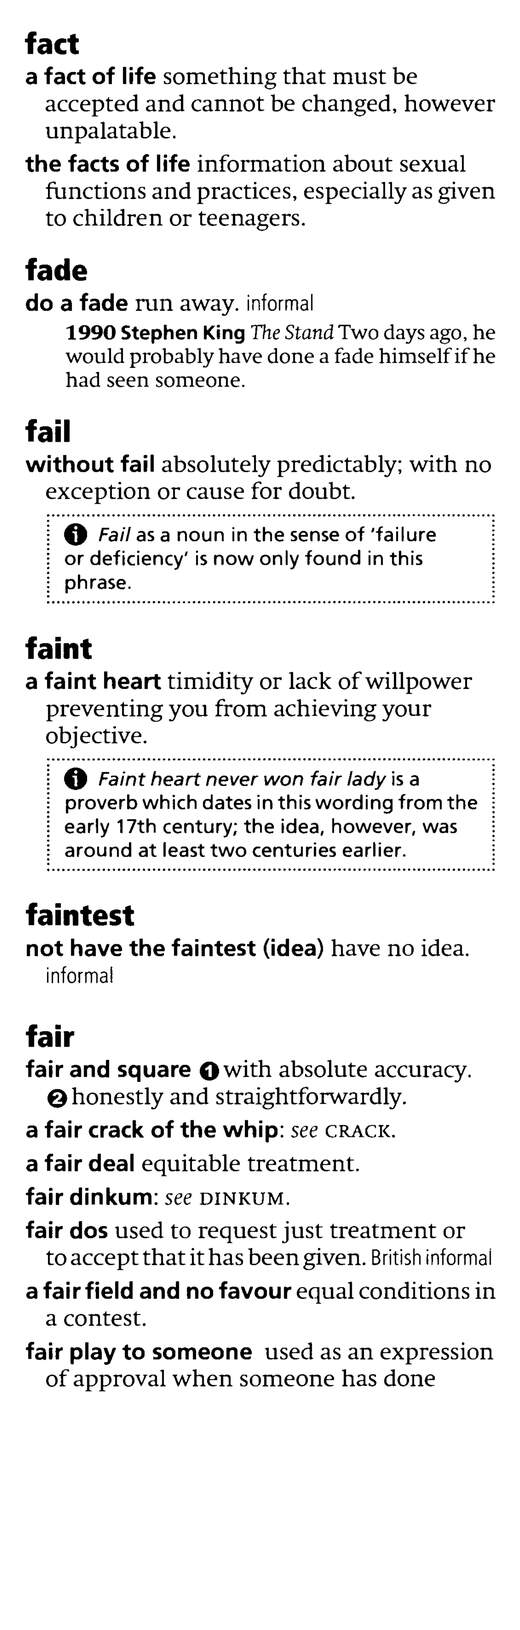 fact
a fact of life something that must be
accepted and cannot be changed, however
unpalatable.
the facts of life information about sexual
functions and practices, especially as given
to children or teenagers.
fade
do a fade run away. informal
1990 Stephen King The Stand Two days ago, he
would probably have done a fade himself if he
had seen someone.
fail
without fail absolutely predictably; with no
exception or cause for doubt.
ⓘ Fail as a noun in the sense of 'failure
or deficiency' is now only found in this
phrase.
faint
a faint heart timidity or lack of willpower
preventing you from achieving your
objective.
ⓘ Faint heart never won fair lady is a
proverb which dates in this wording from the
early 17th century; the idea, however, was
around at least two centuries earlier.
faintest
not have the faintest (idea) have no idea.
informal
fair
fair and square ❶ with absolute accuracy.
❷ honestly and straightforwardly.
a fair crack of the whip: see CRACK.
a fair deal equitable treatment.
fair dinkum: see DINKUM.
fair dos used to request just treatment or
to accept that it has been given. British informal
a fair field and no favour equal conditions in
a contest.
fair play to someone used as an expression
of approval when someone has done